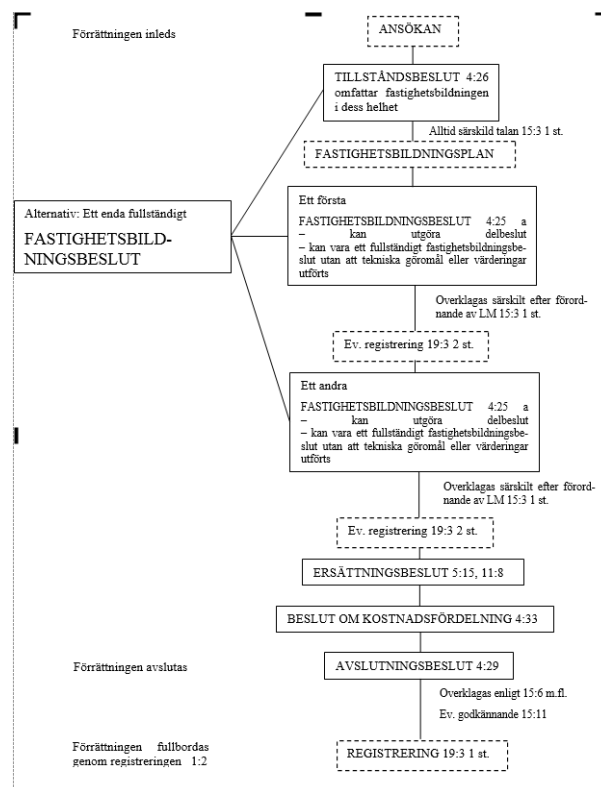 Förrättningen inleds
ANSÖKAN
TILLSTÅNDSBESLUT 4:26
omfattar fastighetsbildningen
i dess helhet
Alltid särskild talan 15:3 1 st.
FASTIGHETSBILDNINGSPLAN
Alternativ: Ett enda fullständigt
FASTIGHETSBILD-
NINGSBESLUT
Ett första
FASTIGHETSBILDNINGSBESLUT 4:25 a
– kan utgöra delbeslut
– kan vara ett fullständigt fastighetsbildningsbe-
slut utan att tekniska göromål eller värderingar
utförts
Overklagas särskilt efter förord-
nande av LM 15:3 1 st.
Ev. registrering 19:3 2 st.
Ett andra
FASTIGHETSBILDNINGSBESLUT 4:25 a
– kan utgöra delbeslut
– kan vara ett fullständigt fastighetsbildningsbe-
slut utan att tekniska göromål eller värderingar
utförts
Overklagas särskilt efter förord-
nande av LM 15:3 1 st.
Ev. registrering 19:3 2 st.
ERSÄTTNINGSBESLUT 5:15, 11:8
BESLUT OM KOSTNADSFÖRDELNING 4:33
Förrättningen avslutas
AVSLUTNINGSBESLUT 4:29
Overklagas enligt 15:6 m.fl.
Ev. godkännande 15:11
Förrättningen fullbordas
genom registreringen 1:2
REGISTRERING 19:3 1 st.